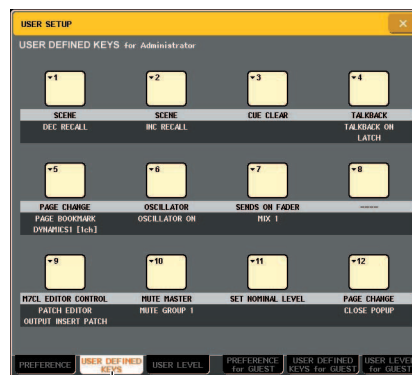 USER SETUP
USER DEFINED KEYS for Administrator
1 2 3 4
SCENE SCENE CUE CLEAR TALKBACK
DEC RECALL INC RECALL TALKBACK ON
LATCH
5 6 7 8
PAGE CHANGE OSCILLATOR SENDS ON FADER ----
PAGE BOOKMARK OSCILLATOR ON MIX 1
DYNAMICS1 [1ch]
9 10 11 12
M7CL EDITOR CONTROL MUTE MASTER SET NOMINAL LEVEL PAGE CHANGE
PATCH EDITOR MUTE GROUP 1 CLOSE POPUP
OUTPUT INSERT PATCH
PREFERENCE USER DEFINED USER LEVEL PREFERENCE USER DEFINED USER LEVEL
KEYS for GUEST KEYS for GUEST for GUEST